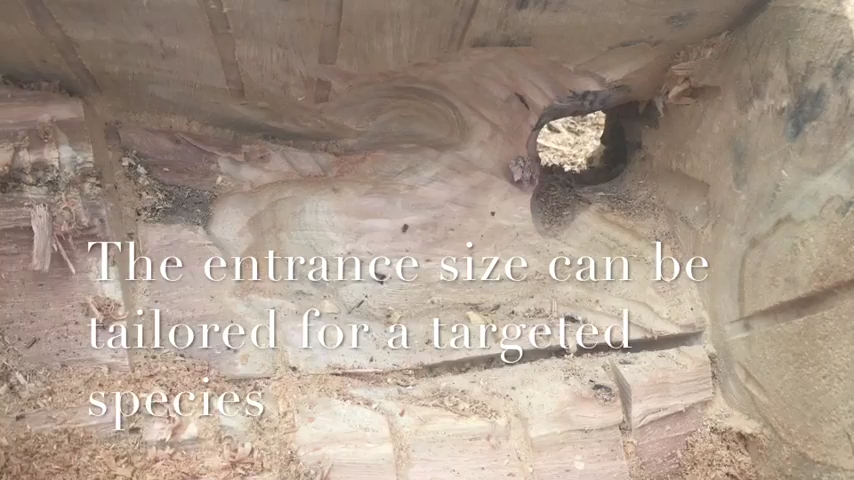 The entrance size can be
tailored for a targeted
species